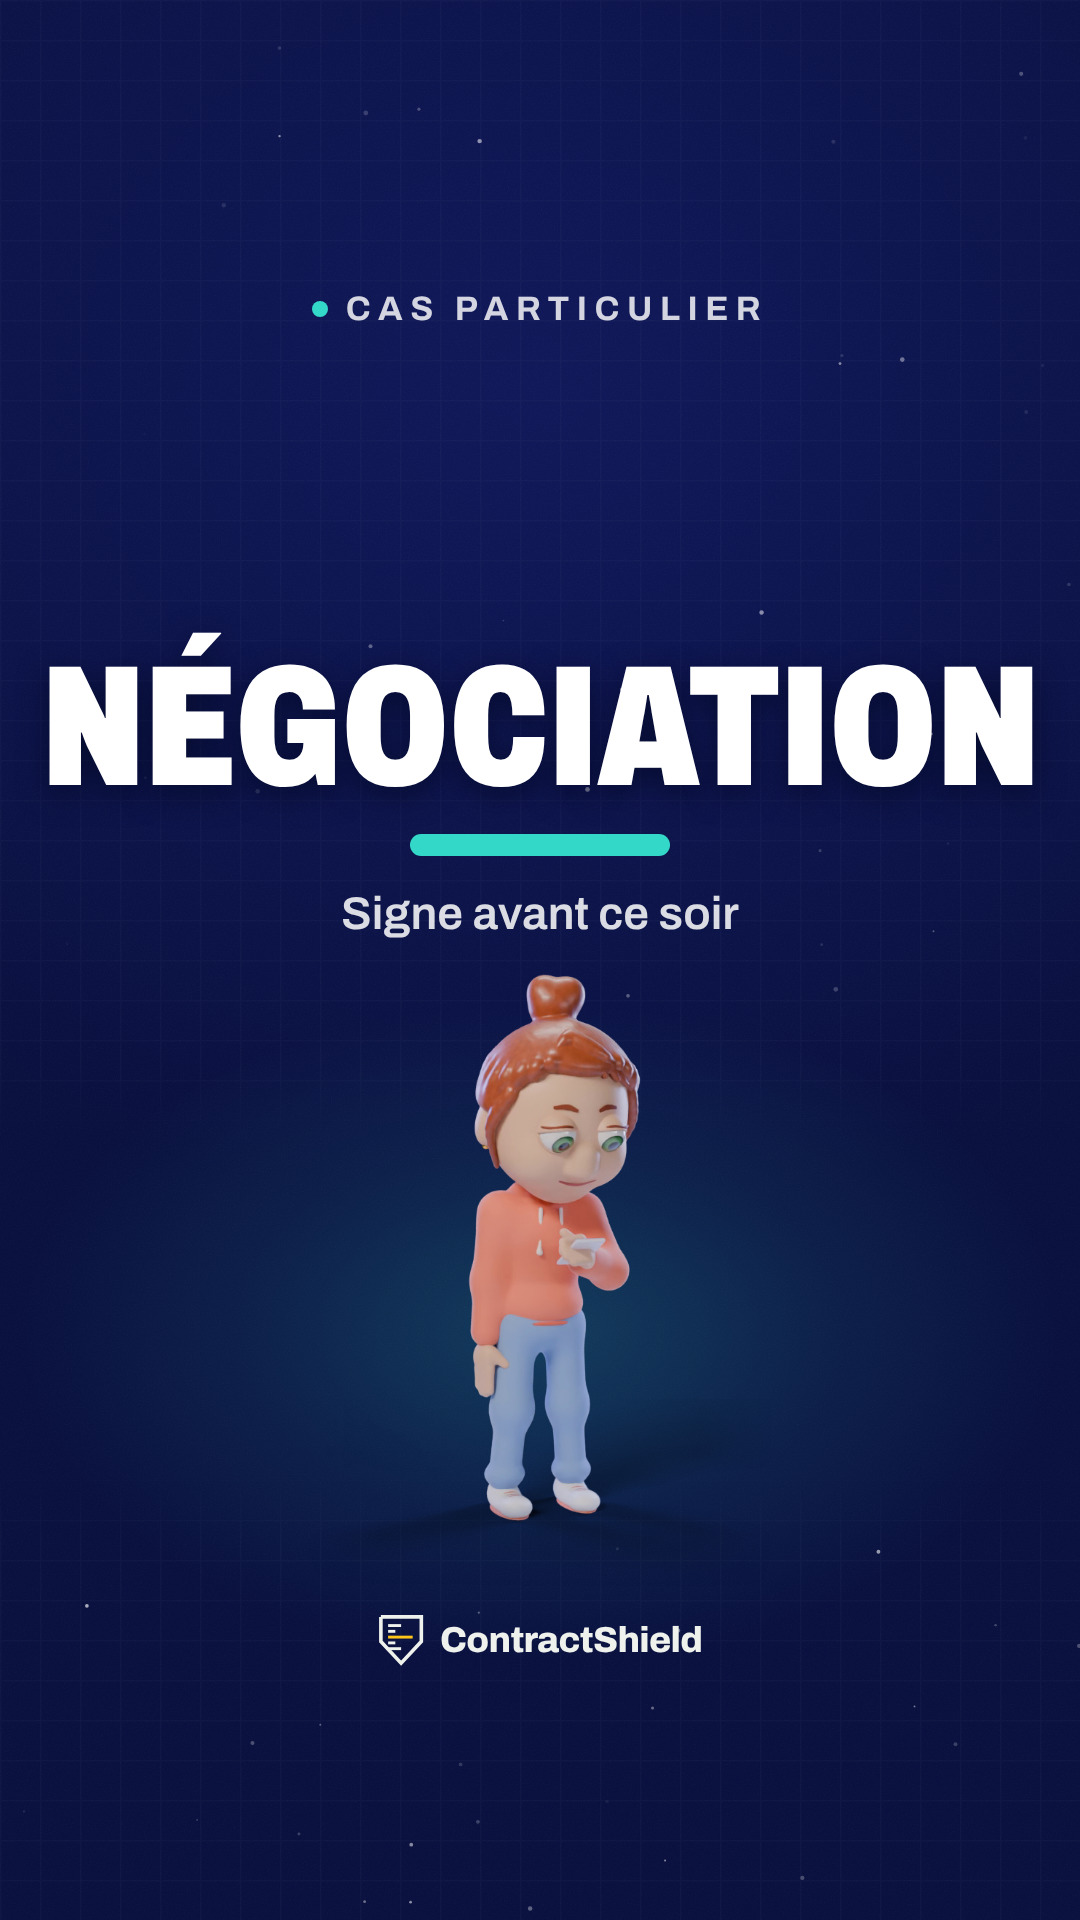 CAS PARTICULIER
NÉGOCIATION
Signe avant ce soir
ContractShield